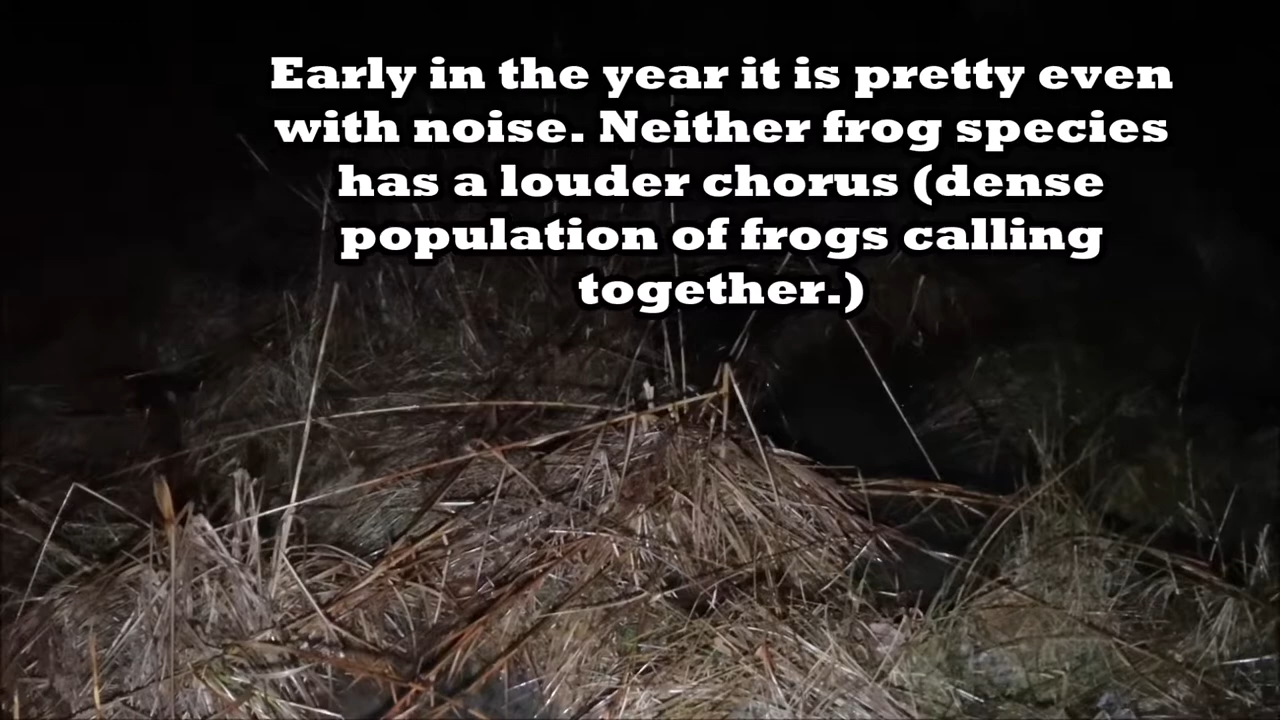 Early in the year it is pretty even
with noise. Neither frog species
has a louder chorus (dense
population of frogs calling
together.)